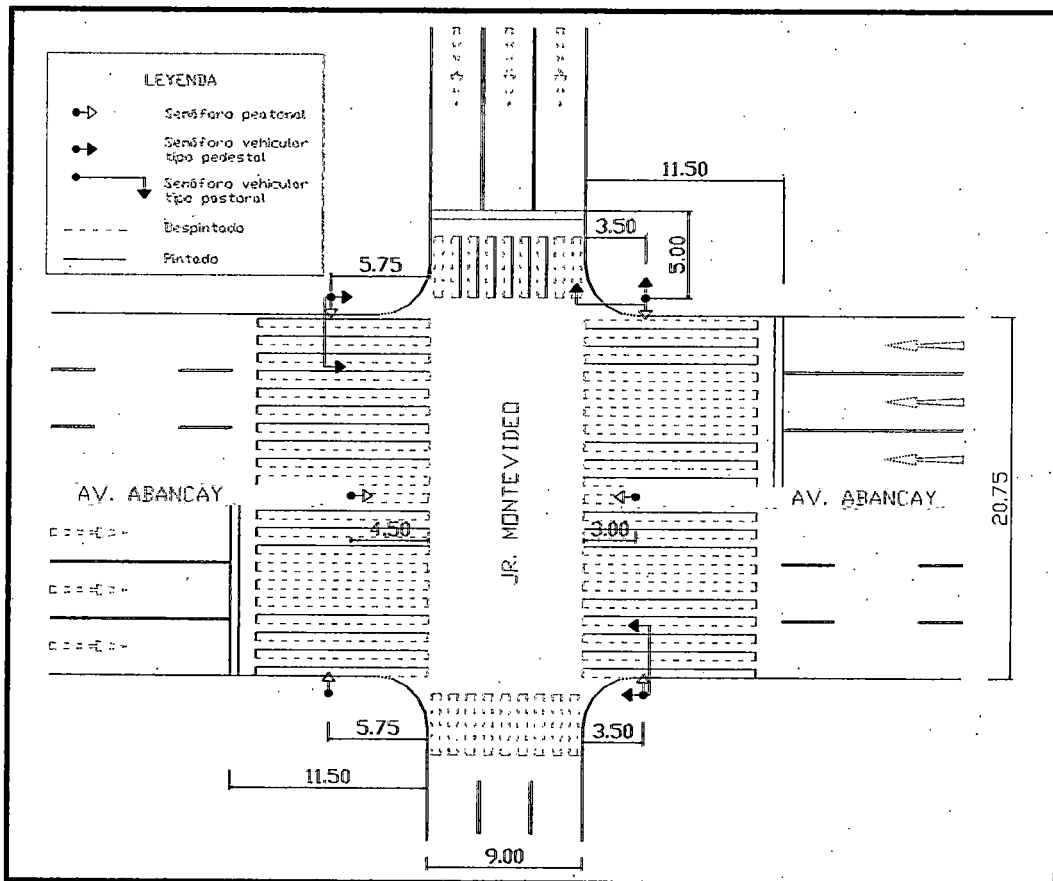 LEYENDA
Semáforo peatonal
Semáforo vehicular
tipo pedestal
Semáforo vehicular
tipo pastoral
Despintado
Pintado
11.50
3.50
5.00
5.75
AV. ABANCAY
JR. MONTEVIDEO
AV. ABANCAY
20.75
4.50
3.00
5.75
3.50
11.50
9.00